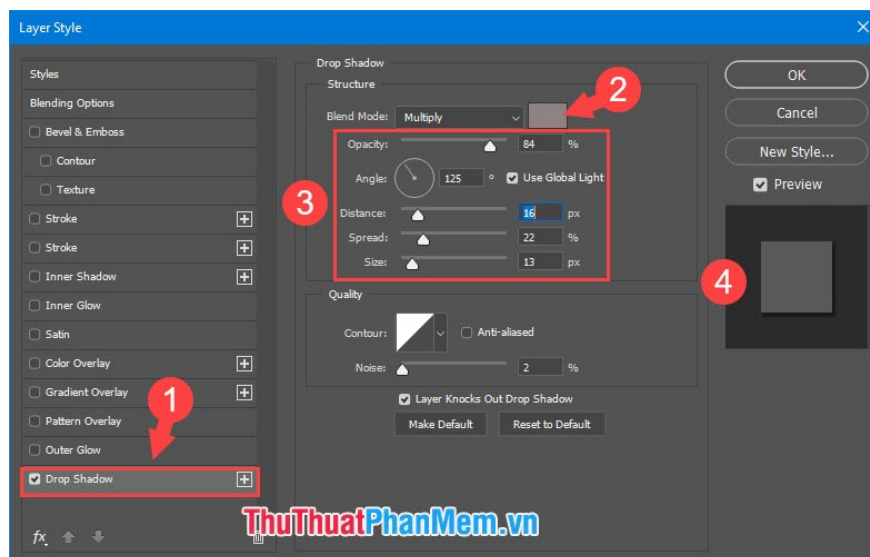 Layer Style
Styles
Blending Options
Bevel & Emboss
Contour
Texture
Stroke
Stroke
Inner Shadow
Inner Glow
Satin
Color Overlay
Gradient Overlay
Pattern Overlay
Outer Glow
Drop Shadow
fx
1
Drop Shadow
Structure
2
Blend Mode: Multiply
Opacity: 84 %
Angle: 125 ° Use Global Light
3
Distance: 16 px
Spread: 22 %
Size: 13 px
Quality
Contour: Anti-aliased
Noise: 2 %
Layer Knocks Out Drop Shadow
Make Default Reset to Default
OK
Cancel
New Style...
Preview
4
ThuThuatPhanMem.vn